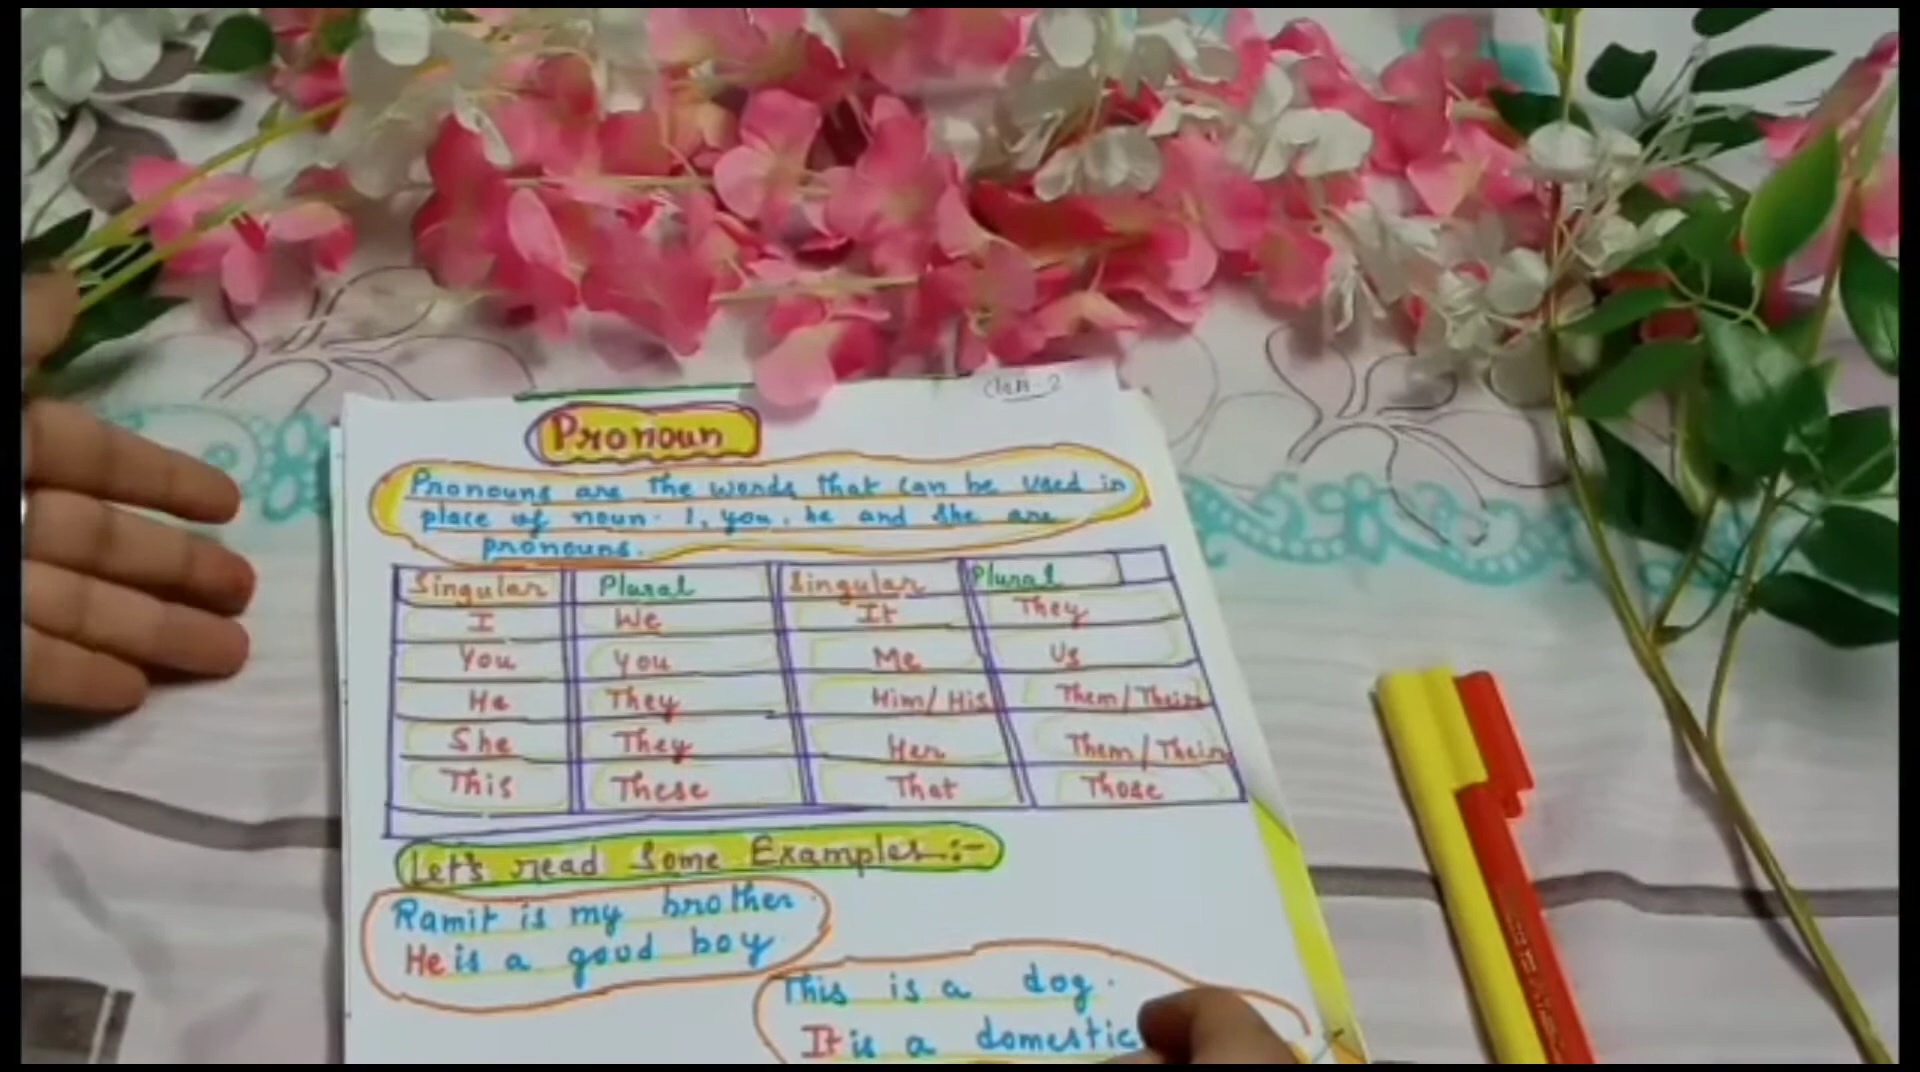 Class-2
Pronoun
Pronouns are the words that can be used in
place of noun. I, you, he and she are
pronouns.
Singular Plural Singular Plural
I We It They
You you Me Us
He They Him/His Them/Theirs
She They Her Them/Their
This These That Those
Let's read some Examples:-
Ramit is my brother.
He is a good boy
This is a dog.
It is a domestic